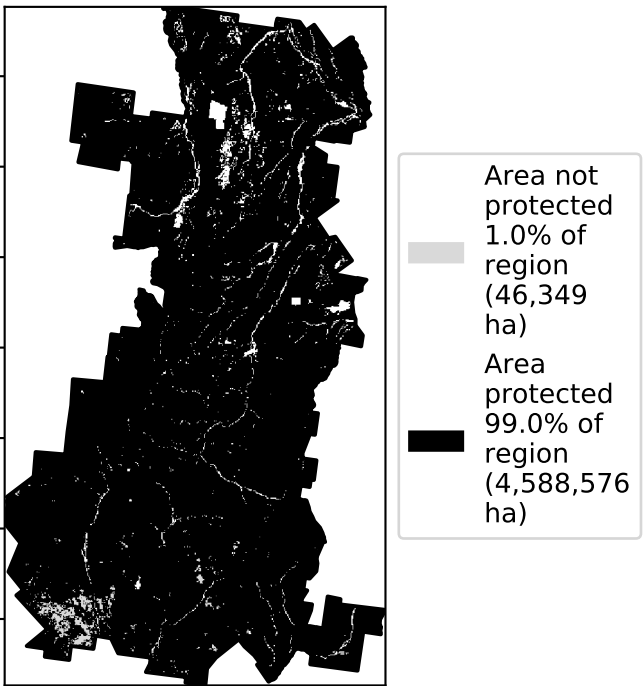 Area not
protected
1.0% of
region
(46,349
ha)
Area
protected
99.0% of
region
(4,588,576
ha)